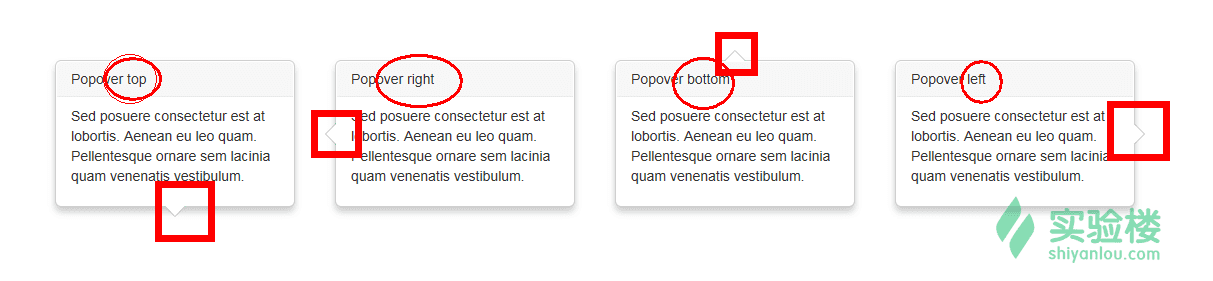 Popover top
Sed posuere consectetur est at
lobortis. Aenean eu leo quam.
Pellentesque ornare sem lacinia
quam venenatis vestibulum.
Popover right
Sed posuere consectetur est at
lobortis. Aenean eu leo quam.
Pellentesque ornare sem lacinia
quam venenatis vestibulum.
Popover bottom
Sed posuere consectetur est at
lobortis. Aenean eu leo quam.
Pellentesque ornare sem lacinia
quam venenatis vestibulum.
Popover left
Sed posuere consectetur est at
lobortis. Aenean eu leo quam.
Pellentesque ornare sem lacinia
quam venenatis vestibulum.
实验楼
shiyanlou.com